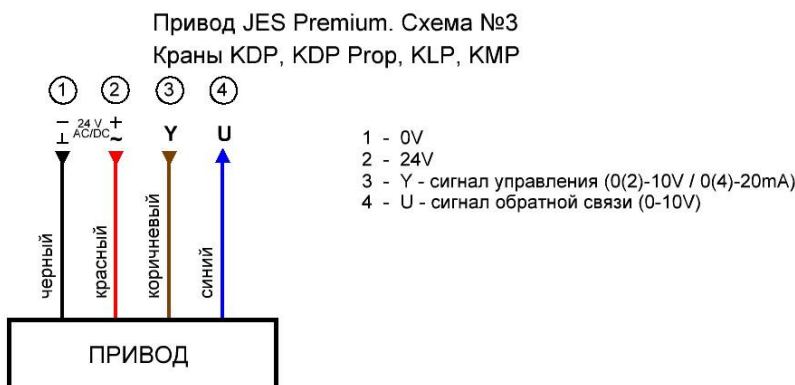 Привод JES Premium. Схема №3
Краны KDP, KDP Prop, KLP, KMP
1 2 3 4
− 24 V +
⊥ AC/DC ~ Y U
1 - 0V
2 - 24V
3 - Y - сигнал управления (0(2)-10V / 0(4)-20mA)
4 - U - сигнал обратной связи (0-10V)
черный
красный
коричневый
синий
ПРИВОД